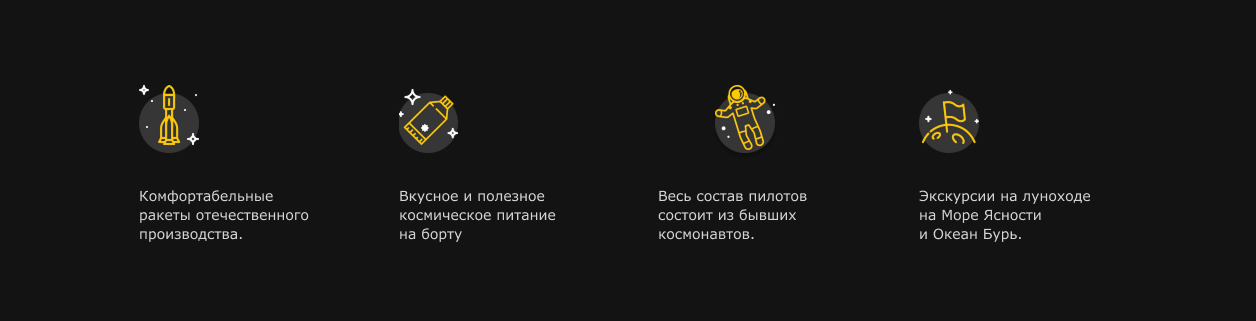 Комфортабельные
ракеты отечественного
производства.
Вкусное и полезное
космическое питание
на борту
Весь состав пилотов
состоит из бывших
космонавтов.
Экскурсии на луноходе
на Море Ясности
и Океан Бурь.